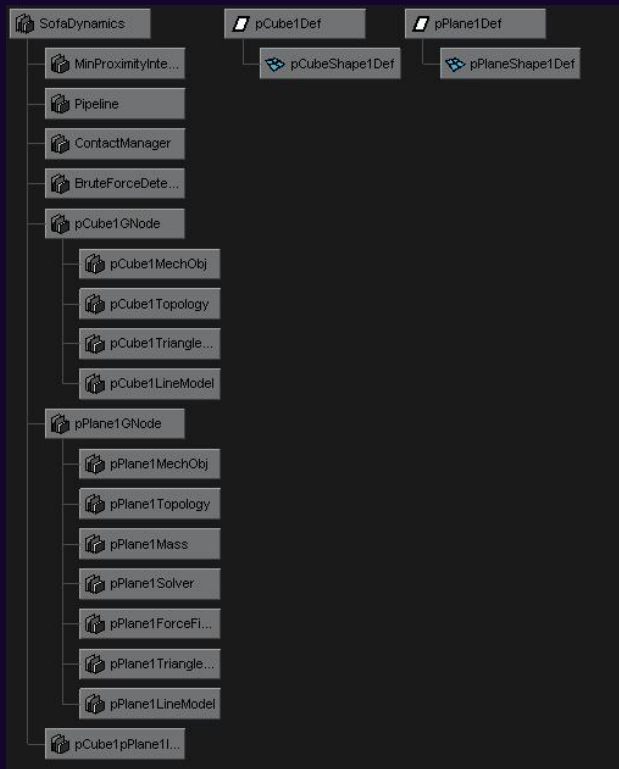 SofaDynamics
pCube1Def
pPlane1Def
MinProximityInte...
pCubeShape1Def
pPlaneShape1Def
Pipeline
ContactManager
BruteForceDete...
pCube1GNode
pCube1MechObj
pCube1Topology
pCube1Triangle...
pCube1LineModel
pPlane1GNode
pPlane1MechObj
pPlane1Topology
pPlane1Mass
pPlane1Solver
pPlane1ForceFi...
pPlane1Triangle...
pPlane1LineModel
pCube1pPlane1I...